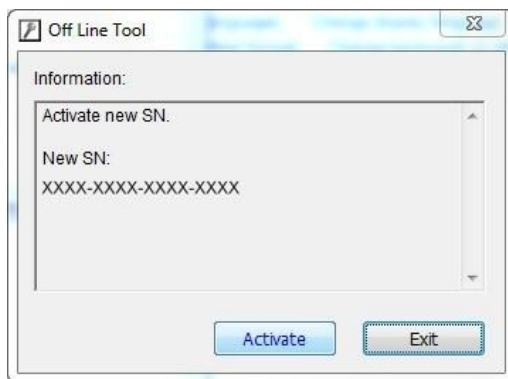 Off Line Tool
Information:
Activate new SN.
New SN:
XXXX-XXXX-XXXX-XXXX
Activate
Exit